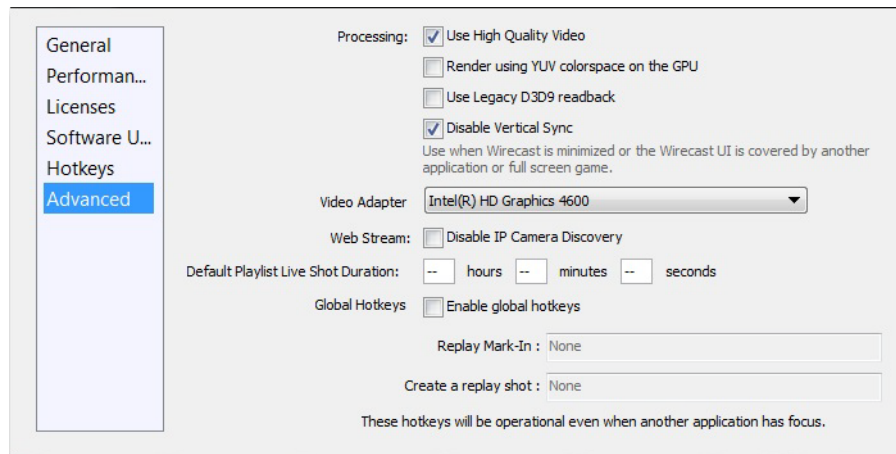 General
Performan...
Licenses
Software U...
Hotkeys
Advanced
Processing: Use High Quality Video
Render using YUV colorspace on the GPU
Use Legacy D3D9 readback
Disable Vertical Sync
Use when Wirecast is minimized or the Wirecast UI is covered by another
application or full screen game.
Video Adapter Intel(R) HD Graphics 4600
Web Stream: Disable IP Camera Discovery
Default Playlist Live Shot Duration: -- hours -- minutes -- seconds
Global Hotkeys Enable global hotkeys
Replay Mark-In : None
Create a replay shot : None
These hotkeys will be operational even when another application has focus.